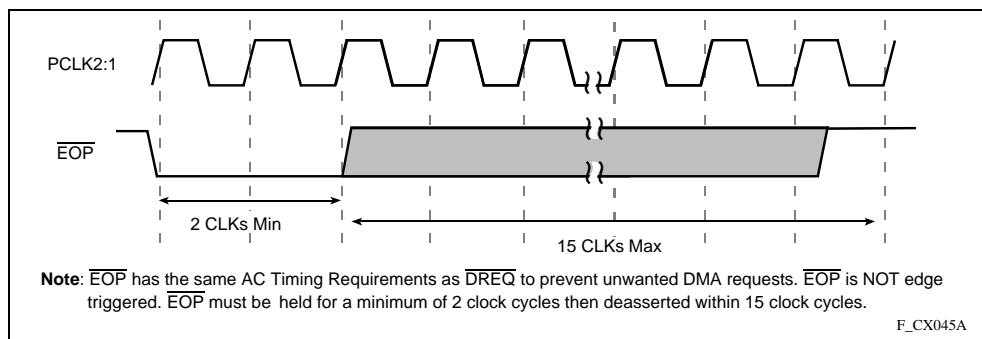 PCLK2:1
EOP
2 CLKs Min
15 CLKs Max
Note: EOP has the same AC Timing Requirements as DREQ to prevent unwanted DMA requests. EOP is NOT edge
triggered. EOP must be held for a minimum of 2 clock cycles then deasserted within 15 clock cycles.
F_CX045A